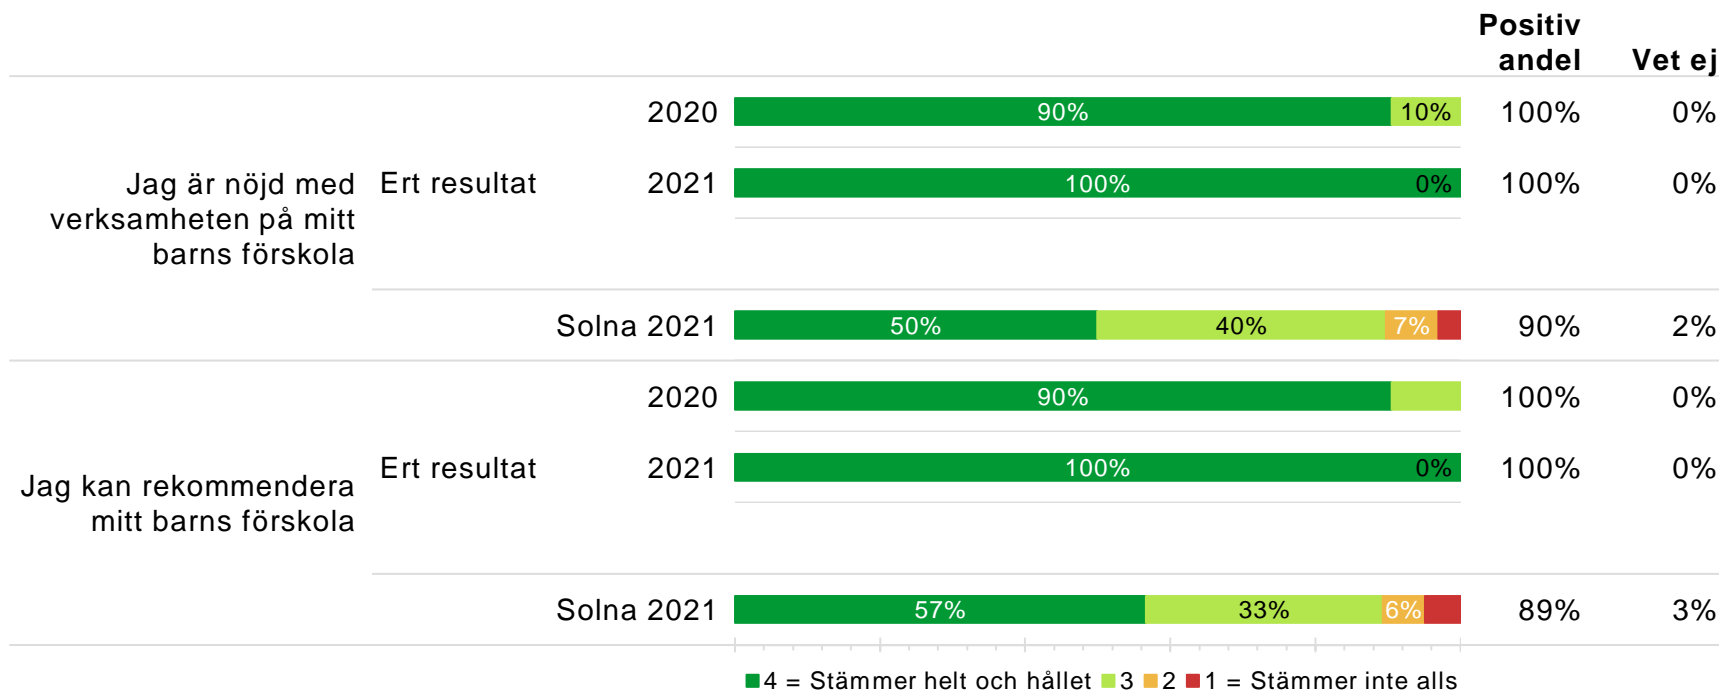 Positiv
andel
Vet ej
2020
90%
10%
100%
0%
Jag är nöjd med
verksamheten på mitt
barns förskola
Ert resultat
2021
100%
0%
100%
0%
Solna 2021
50%
40%
7%
90%
2%
2020
90%
100%
0%
Jag kan rekommendera
mitt barns förskola
Ert resultat
2021
100%
0%
100%
0%
Solna 2021
57%
33%
6%
89%
3%
4 = Stämmer helt och hållet 3 2 1 = Stämmer inte alls